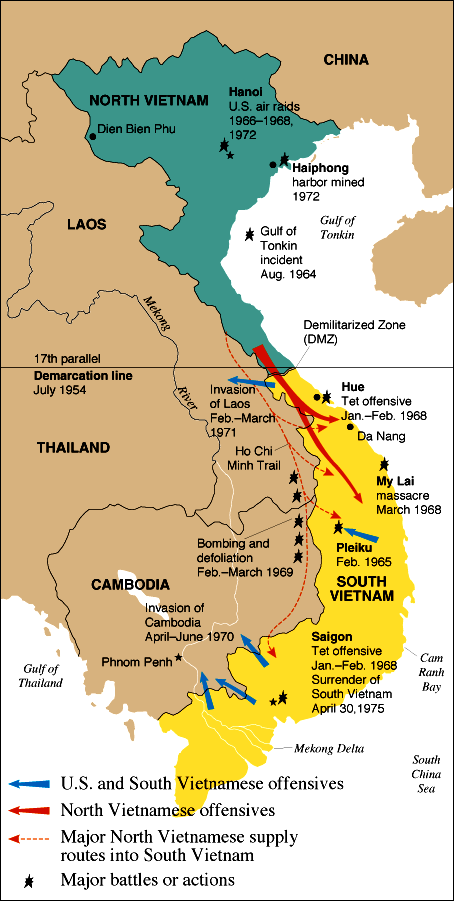 CHINA
NORTH VIETNAM
Hanoi
U.S. air raids
1966–1968,
1972
Dien Bien Phu
Haiphong
harbor mined
1972
LAOS
Gulf of
Tonkin
Gulf of
Tonkin
incident
Aug. 1964
Mekong
River
Demilitarized Zone
(DMZ)
17th parallel
Demarcation line
July 1954
Invasion
of Laos
Feb.–March
1971
Hue
Tet offensive
Jan.–Feb. 1968
Da Nang
THAILAND
Ho Chi
Minh Trail
My Lai
massacre
March 1968
Bombing and
defoliation
Feb.–March 1969
Pleiku
Feb. 1965
CAMBODIA
SOUTH
VIETNAM
Invasion of
Cambodia
April–June 1970
Phnom Penh
Saigon
Tet offensive
Jan.–Feb. 1968
Surrender of
South Vietnam
April 30,1975
Gulf of
Thailand
Cam
Ranh
Bay
Mekong Delta
South
China
Sea
U.S. and South Vietnamese offensives
North Vietnamese offensives
Major North Vietnamese supply
routes into South Vietnam
Major battles or actions